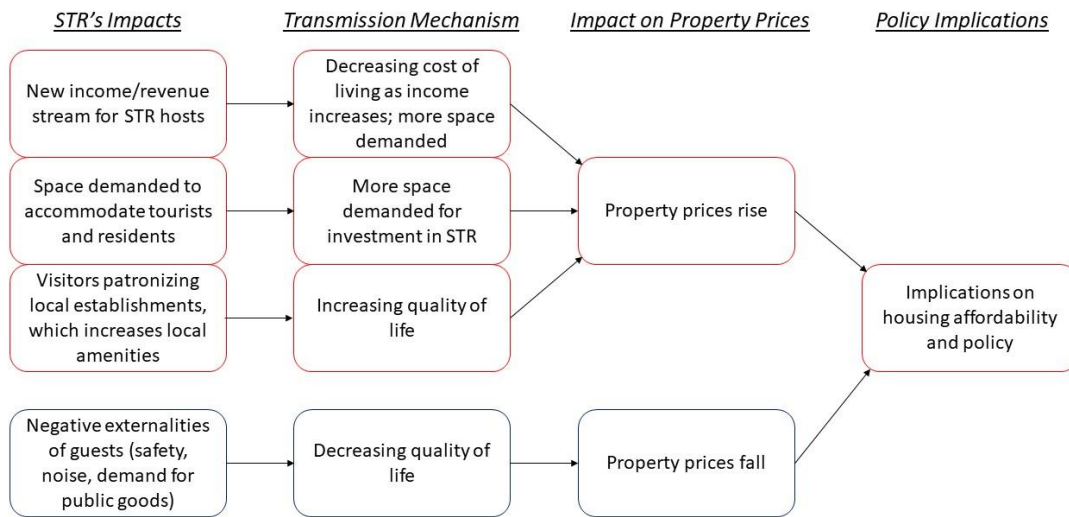 STR's Impacts
Transmission Mechanism
Impact on Property Prices
Policy Implications
New income/revenue
stream for STR hosts
Decreasing cost of
living as income
increases; more space
demanded
Space demanded to
accommodate tourists
and residents
More space
demanded for
investment in STR
Property prices rise
Visitors patronizing
local establishments,
which increases local
amenities
Increasing quality of
life
Implications on
housing affordability
and policy
Negative externalities
of guests (safety,
noise, demand for
public goods)
Decreasing quality of
life
Property prices fall